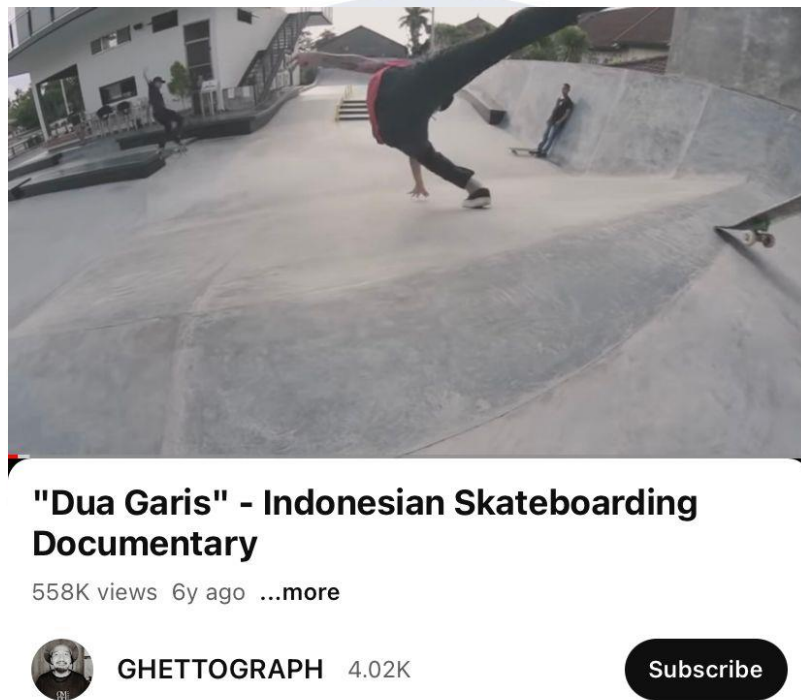 "Dua Garis" - Indonesian Skateboarding
Documentary
558K views 6y ago ...more
GHETTOGRAPH 4.02K
Subscribe